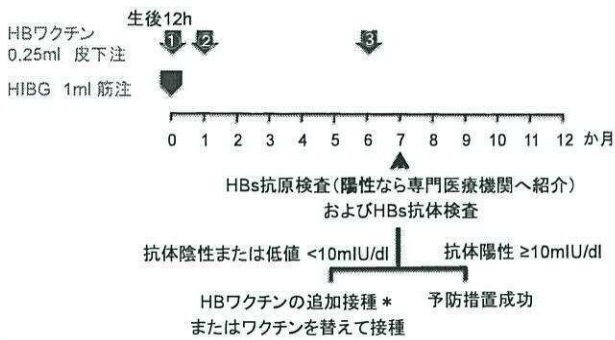 生後12h
HBワクチン
0.25ml 皮下注
1 2 3
HIBG 1ml 筋注
0 1 2 3 4 5 6 7 8 9 10 11 12 か月
HBs抗原検査(陽性なら専門医療機関へ紹介)
およびHBs抗体検査
抗体陰性または低値 <10mIU/dl
抗体陽性 ≥10mIU/dl
HBワクチンの追加接種*
またはワクチンを替えて接種
予防措置成功